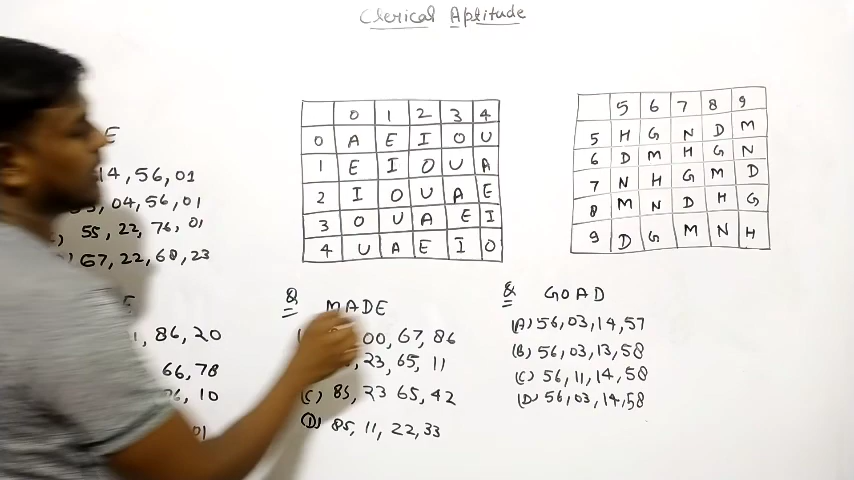 Clerical Aptitude
0 1 2 3 4
0 A E I O U
1 E I O U A
2 I O U A E
3 O U A E I
4 U A E I O
5 6 7 8 9
5 H G N D M
6 D M H G N
7 N H G M D
8 M N D H G
9 D G M N H
E
14, 56, 01
04, 56, 01
55, 22, 76, 01
67, 22, 68, 23
E
86, 20
66, 78
10
01
Q MADE
00, 67, 86
23, 65, 11
(C) 85, 23 65, 42
(D) 85, 11, 22, 33
Q GOAD
(A) 56, 03, 14, 57
(B) 56, 03, 13, 58
(C) 56, 11, 14, 58
(D) 56, 03, 14, 58